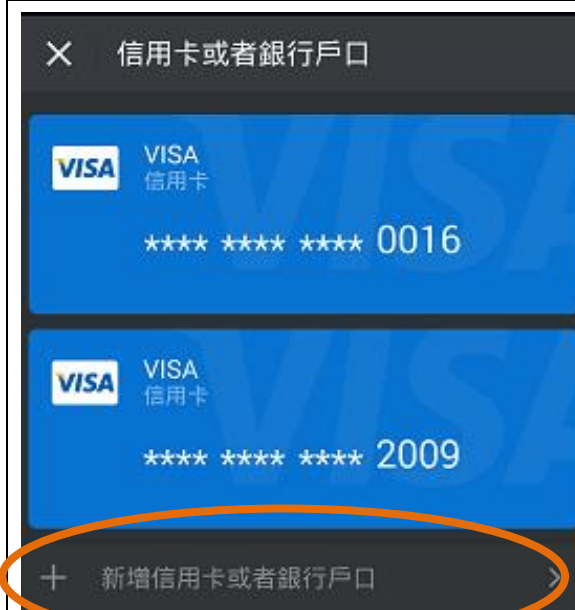 × 信用卡或者銀行戶口
VISA VISA
信用卡
**** **** **** 0016
VISA VISA
信用卡
**** **** **** 2009
+ 新增信用卡或者銀行戶口 >